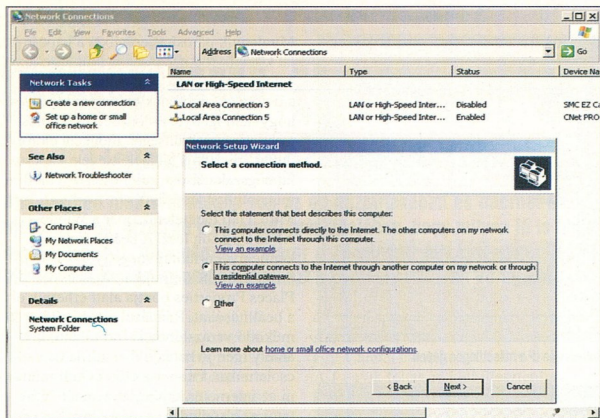 Network Connections
File Edit View Favorites Tools Advanced Help
Address Network Connections Go
Network Tasks
Create a new connection
Set up a home or small
office network
See Also
Network Troubleshooter
Other Places
Control Panel
My Network Places
My Documents
My Computer
Details
Network Connections
System Folder
Name Type Status Device Na
LAN or High-Speed Internet
Local Area Connection 3 LAN or High-Speed Inter... Disabled SMC EZ Ca
Local Area Connection 5 LAN or High-Speed Inter... Enabled CNet PRO
Network Setup Wizard
Select a connection method.
Select the statement that best describes this computer:
This computer connects directly to the Internet. The other computers on my network
connect to the Internet through this computer.
View an example.
This computer connects to the Internet through another computer on my network or through
a residential gateway.
View an example.
Other
Learn more about home or small office network configurations.
< Back Next > Cancel